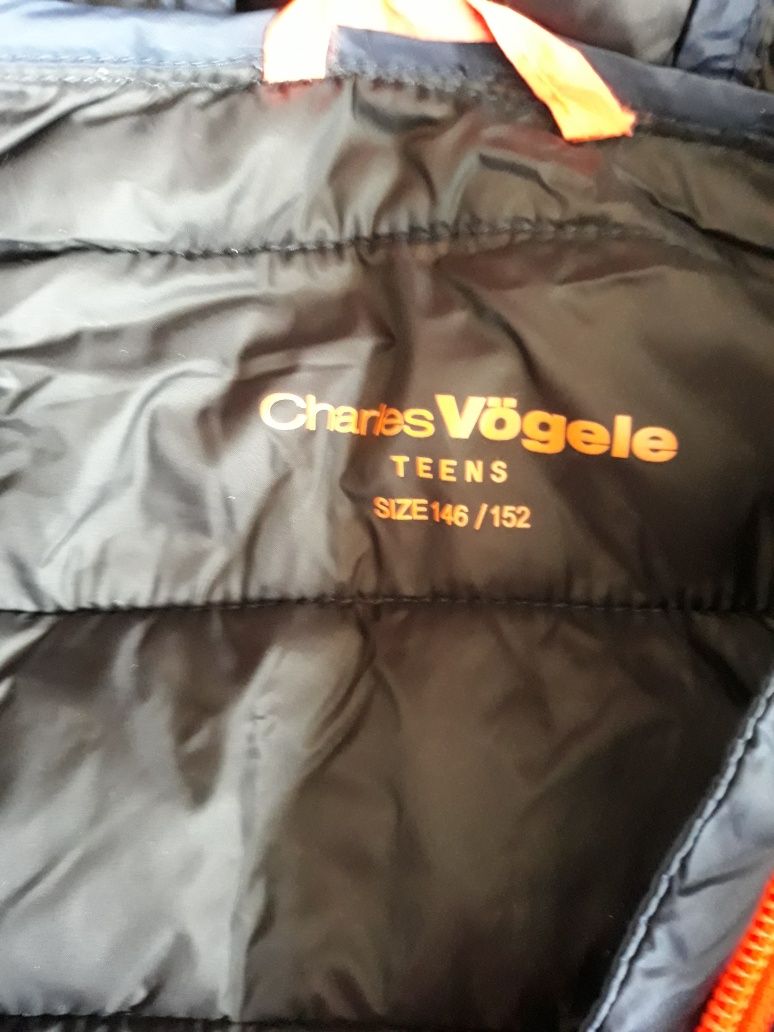 Charles Vögele
TEENS
SIZE 146 / 152